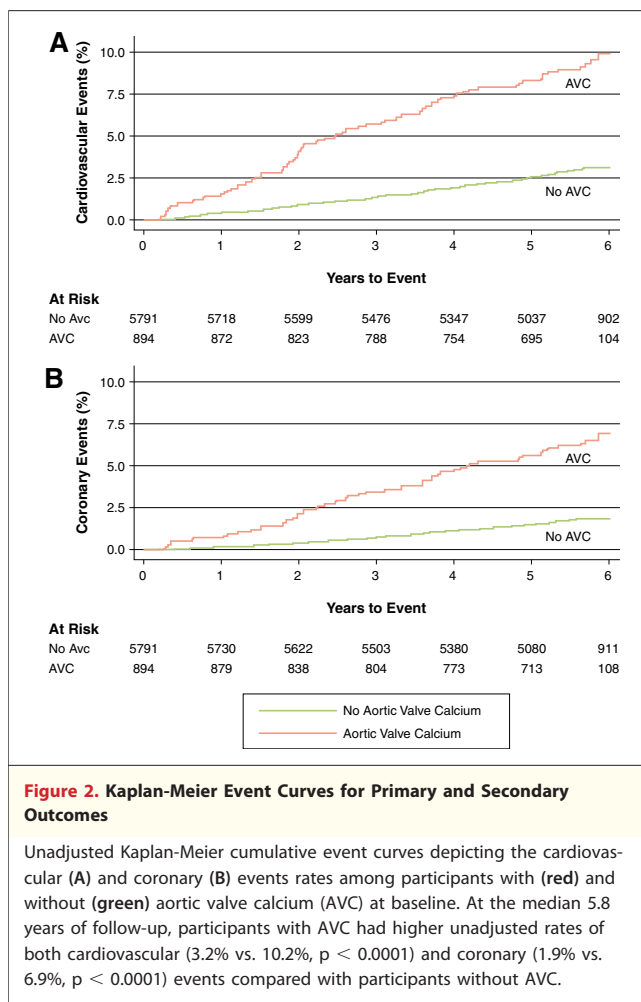 A
Cardiovascular Events (%)
10.0
7.5
5.0
2.5
0.0
AVC
No AVC
0 1 2 3 4 5 6
Years to Event
At Risk
No Avc 5791 5718 5599 5476 5347 5037 902
AVC 894 872 823 788 754 695 104
B
Coronary Events (%)
10.0
7.5
5.0
2.5
0.0
AVC
No AVC
0 1 2 3 4 5 6
Years to Event
At Risk
No Avc 5791 5730 5622 5503 5380 5080 911
AVC 894 879 838 804 773 713 108
No Aortic Valve Calcium
Aortic Valve Calcium
Figure 2. Kaplan-Meier Event Curves for Primary and Secondary
Outcomes
Unadjusted Kaplan-Meier cumulative event curves depicting the cardiovas-
cular (A) and coronary (B) events rates among participants with (red) and
without (green) aortic valve calcium (AVC) at baseline. At the median 5.8
years of follow-up, participants with AVC had higher unadjusted rates of
both cardiovascular (3.2% vs. 10.2%, p < 0.0001) and coronary (1.9% vs.
6.9%, p < 0.0001) events compared with participants without AVC.